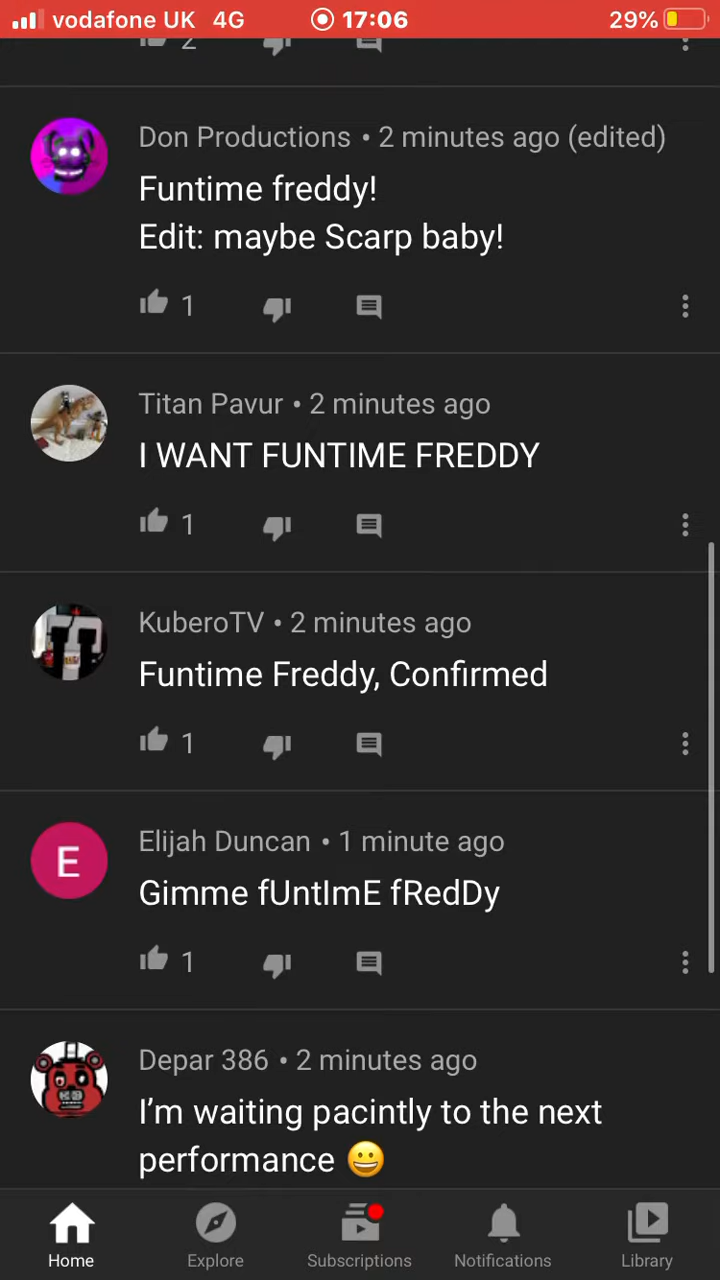 vodafone UK 4G 17:06 29%
2
Don Productions • 2 minutes ago (edited)
Funtime freddy!
Edit: maybe Scarp baby!
1
Titan Pavur • 2 minutes ago
I WANT FUNTIME FREDDY
1
KuberoTV • 2 minutes ago
Funtime Freddy, Confirmed
1
E
Elijah Duncan • 1 minute ago
Gimme fUntImE fRedDy
1
Depar 386 • 2 minutes ago
I’m waiting pacintly to the next
performance 😀
Home Explore Subscriptions Notifications Library